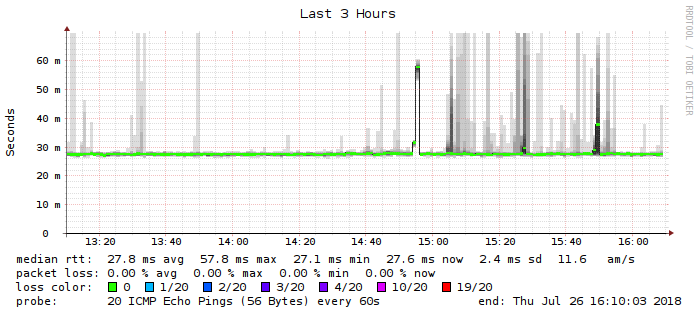 Last 3 Hours
RRDTOOL / TOBI OETIKER
Seconds
60 m
50 m
40 m
30 m
20 m
10 m
0
13:20 13:40 14:00 14:20 14:40 15:00 15:20 15:40 16:00
median rtt: 27.8 ms avg 57.8 ms max 27.1 ms min 27.6 ms now 2.4 ms sd 11.6 am/s
packet loss: 0.00 % avg 0.00 % max 0.00 % min 0.00 % now
loss color: 0 1/20 2/20 3/20 4/20 10/20 19/20
probe: 20 ICMP Echo Pings (56 Bytes) every 60s end: Thu Jul 26 16:10:03 2018